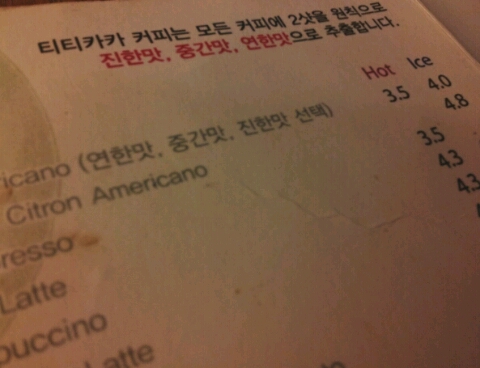 티티카카 커피는 모든 커피에 2샷을 원칙으로
진한맛, 중간맛, 연한맛으로 추출합니다.
Hot Ice
ricano (연한맛, 중간맛, 진한맛 선택) 3.5 4.0
Citron Americano 4.8
resso 3.5
Latte 4.3
puccino 4.3
Latte